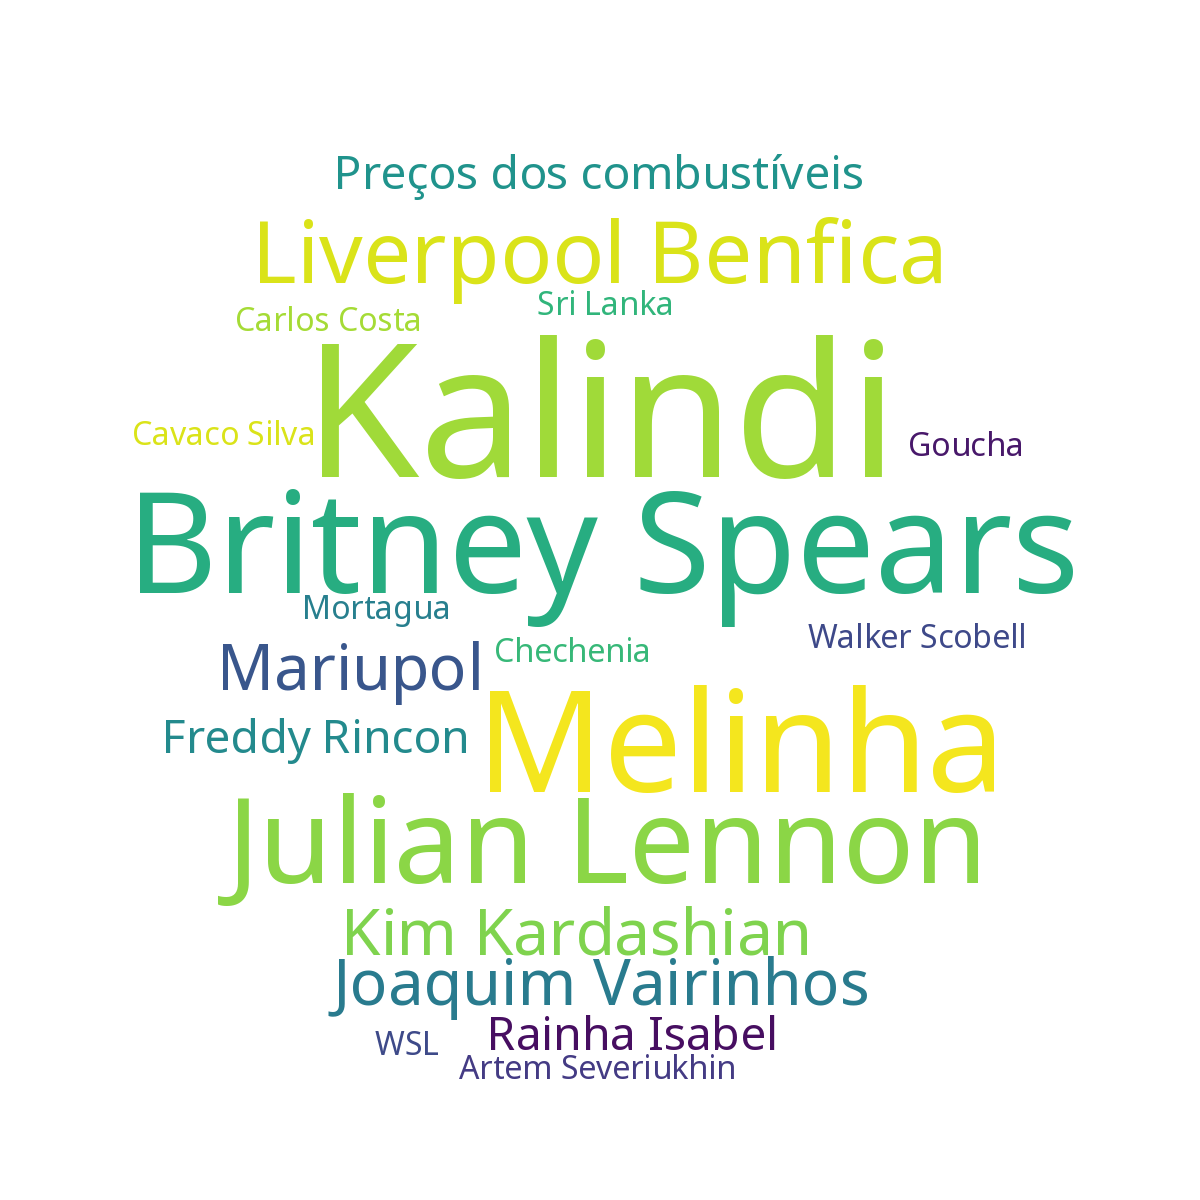 Preços dos combustíveis
Liverpool Benfica
Sri Lanka
Carlos Costa
Kalindi
Cavaco Silva
Goucha
Britney Spears
Mortagua
Walker Scobell
Mariupol
Chechenia
Freddy Rincon
Melinha
Julian Lennon
Kim Kardashian
Joaquim Vairinhos
Rainha Isabel
WSL
Artem Severiukhin